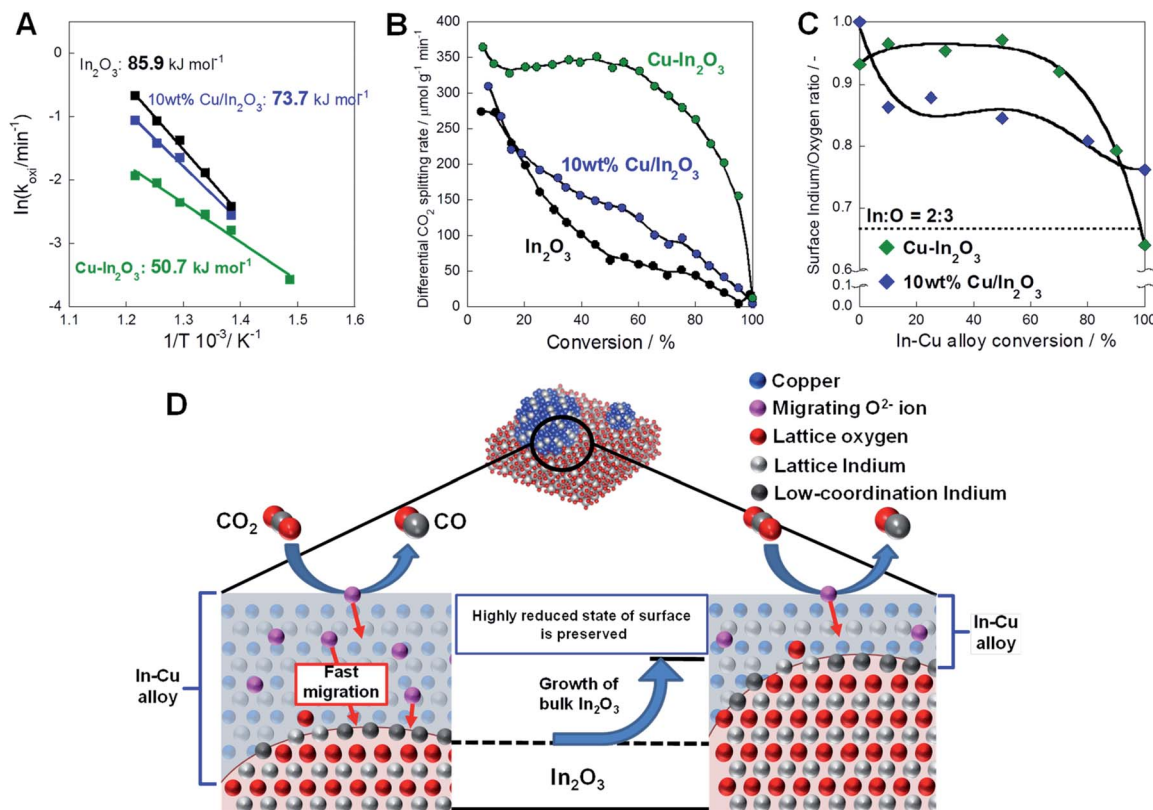 A
ln(k_oxi/min⁻¹)
0
-1
-2
-3
-4
In₂O₃: 85.9 kJ mol⁻¹
10wt% Cu/In₂O₃: 73.7 kJ mol⁻¹
Cu-In₂O₃: 50.7 kJ mol⁻¹
1.1 1.2 1.3 1.4 1.5 1.6
1/T 10⁻³/ K⁻¹
B
Differential CO₂ splitting rate / μmol g⁻¹ min⁻¹
400
350
300
250
200
150
100
50
0
Cu-In₂O₃
10wt% Cu/In₂O₃
In₂O₃
0 20 40 60 80 100
Conversion / %
C
Surface Indium/Oxygen ratio / -
1.0
0.9
0.8
0.7
0.6
0.1
0.0
In:O = 2:3
Cu-In₂O₃
10wt% Cu/In₂O₃
0 20 40 60 80 100
In-Cu alloy conversion / %
D
Copper
Migrating O²⁻ ion
Lattice oxygen
Lattice Indium
Low-coordination Indium
CO₂
CO
In-Cu
alloy
Fast
migration
Highly reduced state of surface
is preserved
Growth of
bulk In₂O₃
In₂O₃
In-Cu
alloy